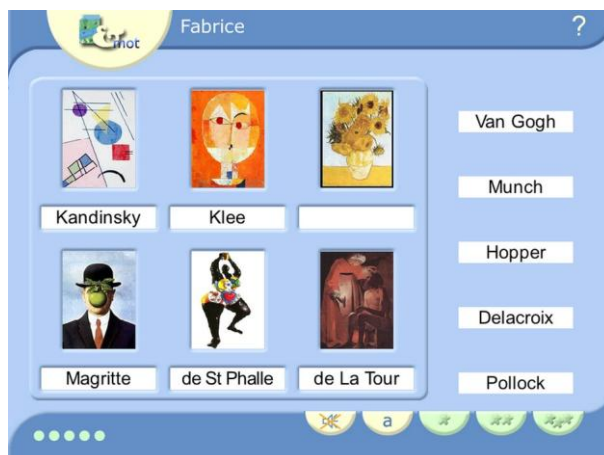 Fabrice
?
mot
Kandinsky
Klee
Magritte
de St Phalle
de La Tour
Van Gogh
Munch
Hopper
Delacroix
Pollock
a